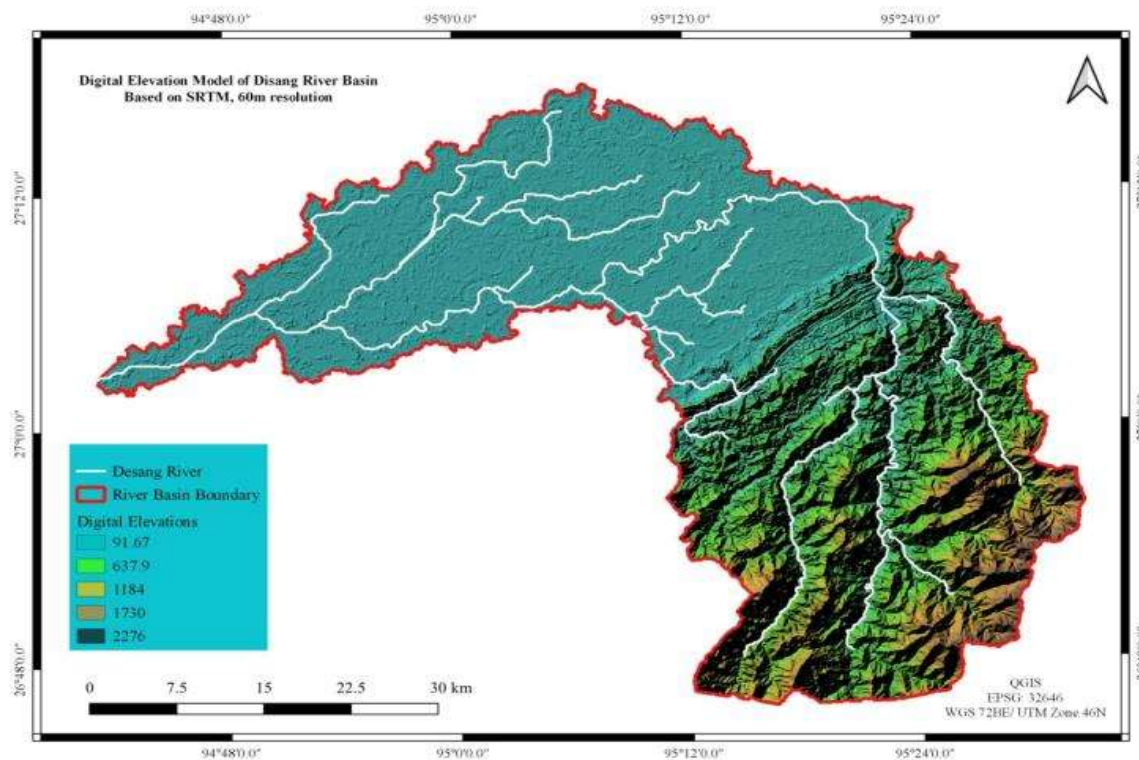 94°48'0.0" 95°0'0.0" 95°12'0.0" 95°24'0.0"
Digital Elevation Model of Disang River Basin
Based on SRTM, 60m resolution
27°12'0.0"
27°0'0.0"
26°48'0.0"
Desang River
River Basin Boundary
Digital Elevations
91.67
637.9
1184
1730
2276
0 7.5 15 22.5 30 km
QGIS
EPSG: 32646
WGS 72BE/ UTM Zone 46N
94°48'0.0" 95°0'0.0" 95°12'0.0" 95°24'0.0"